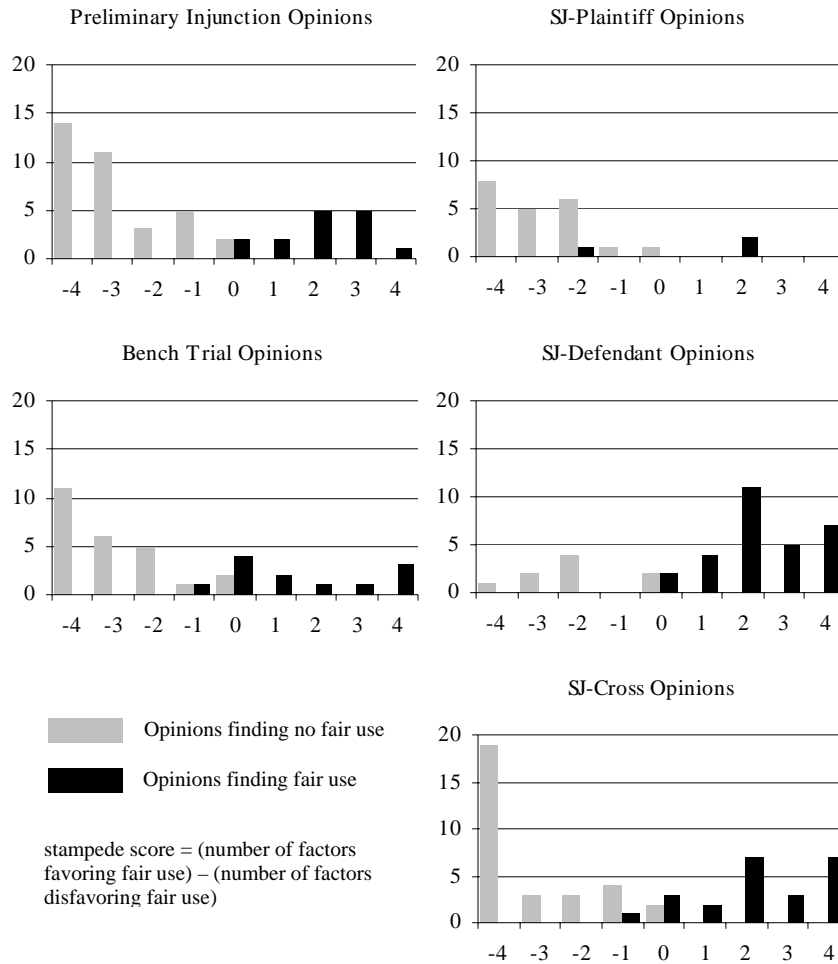 Preliminary Injunction Opinions
20
15
10
5
0
-4 -3 -2 -1 0 1 2 3 4
SJ-Plaintiff Opinions
20
15
10
5
0
-4 -3 -2 -1 0 1 2 3 4
Bench Trial Opinions
20
15
10
5
0
-4 -3 -2 -1 0 1 2 3 4
SJ-Defendant Opinions
20
15
10
5
0
-4 -3 -2 -1 0 1 2 3 4
Opinions finding no fair use
Opinions finding fair use
stampede score = (number of factors
favoring fair use) – (number of factors
disfavoring fair use)
SJ-Cross Opinions
20
15
10
5
0
-4 -3 -2 -1 0 1 2 3 4